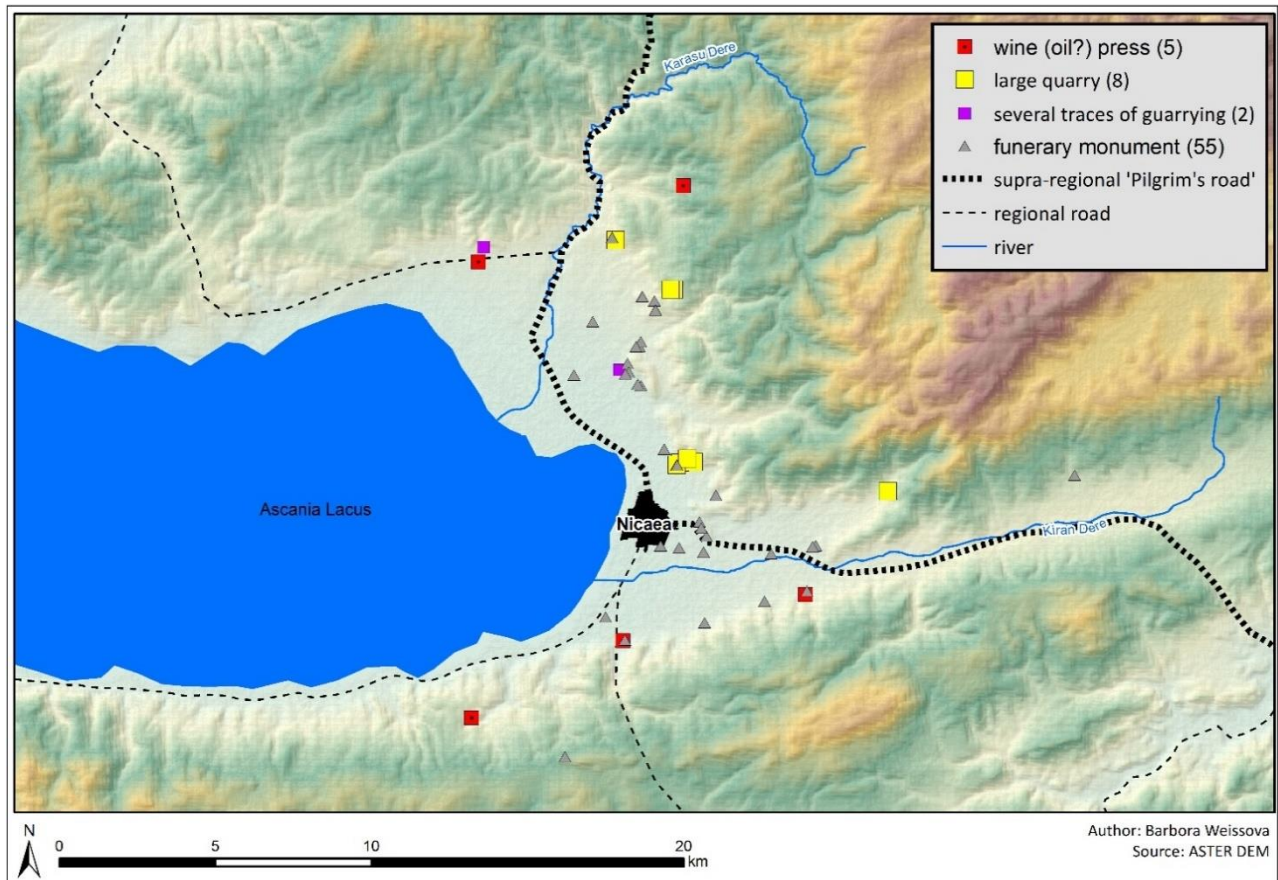 wine (oil?) press (5)
large quarry (8)
several traces of guarrying (2)
funerary monument (55)
supra-regional 'Pilgrim's road'
regional road
river
Karasu Dere
Ascania Lacus
Nicaea
Kiran Dere
N
0 5 10 20
km
Author: Barbora Weissova
Source: ASTER DEM